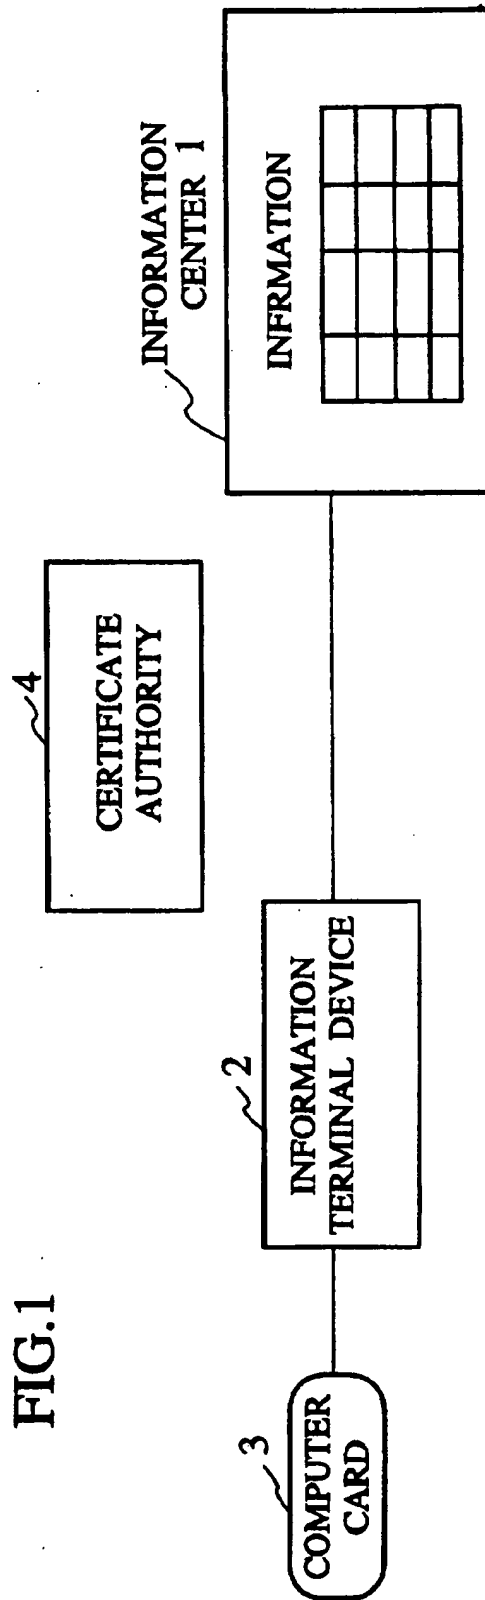 FIG.1
4
CERTIFICATE
AUTHORITY
INFORMATION
CENTER 1
INFRMATION
2
INFORMATION
TERMINAL DEVICE
3
COMPUTER
CARD